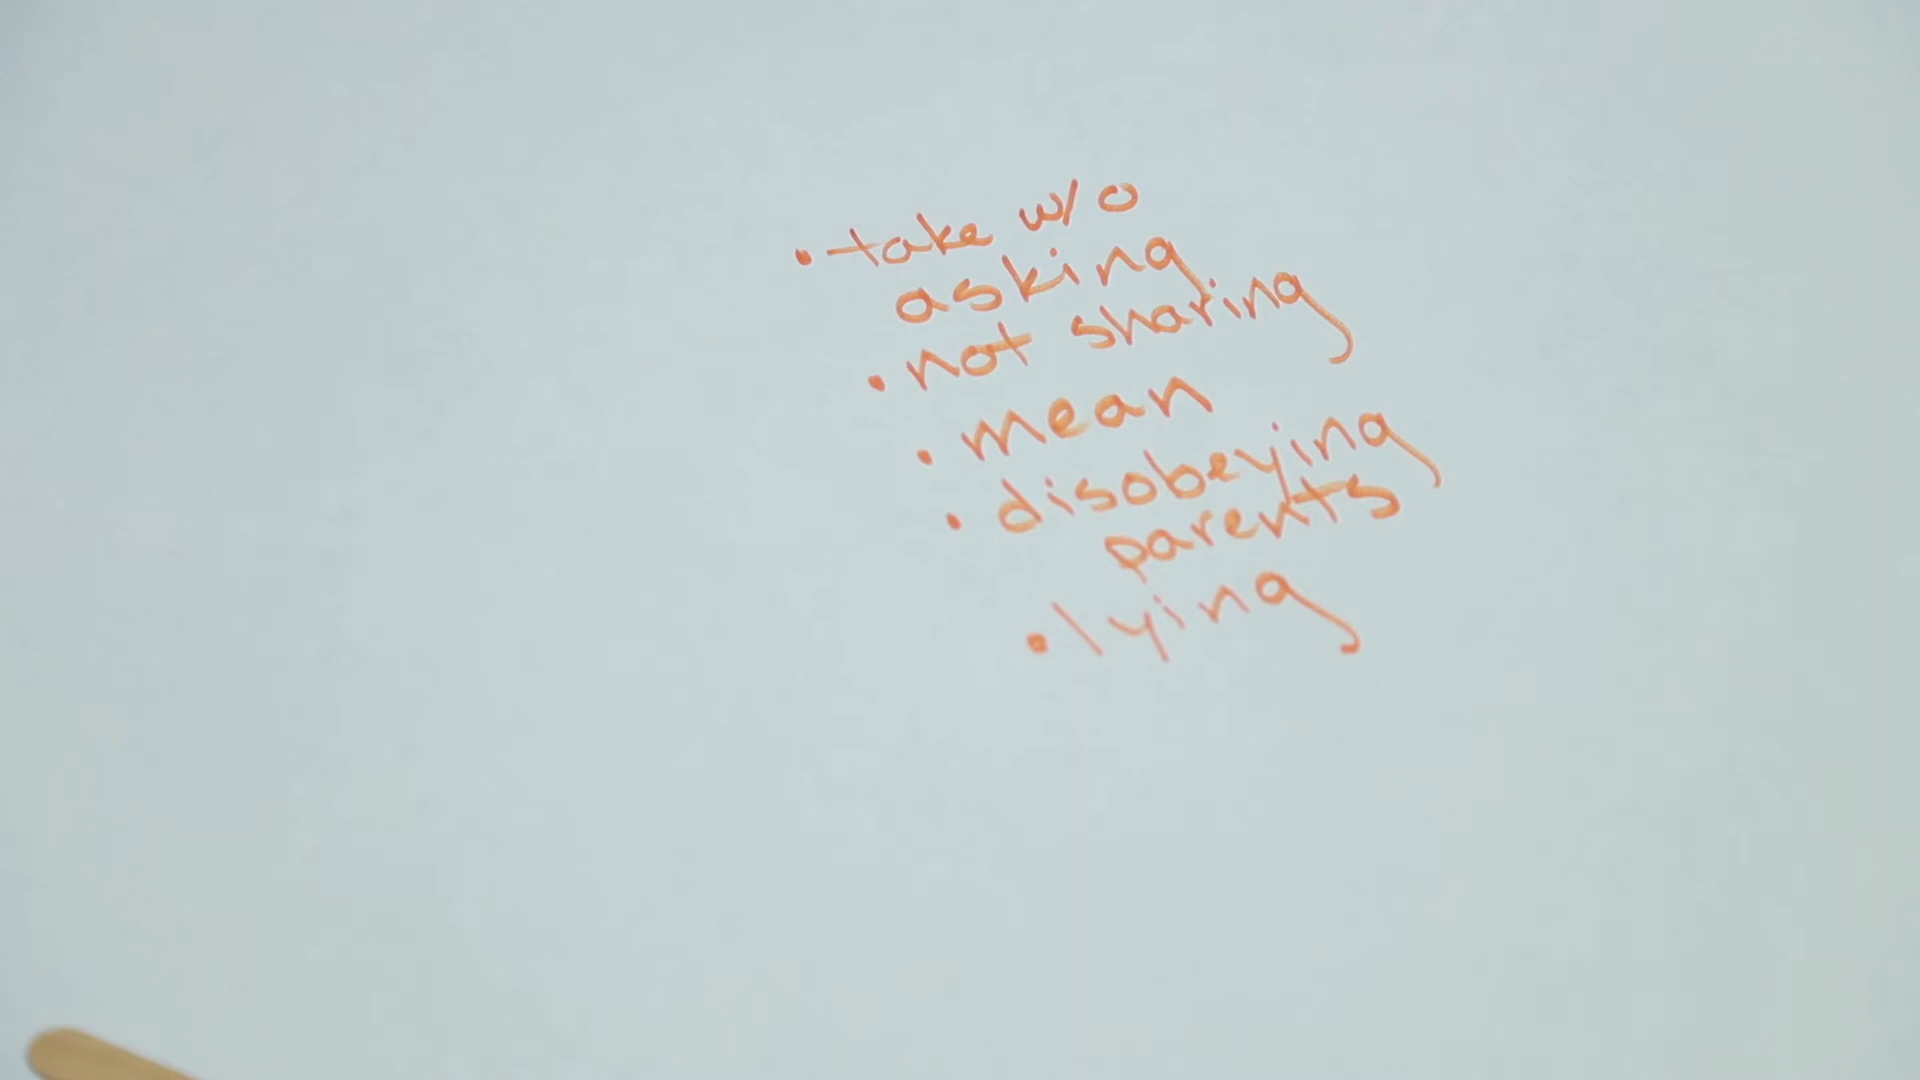 • take w/o
asking
• not sharing
• mean
• disobeying
parents
• lying